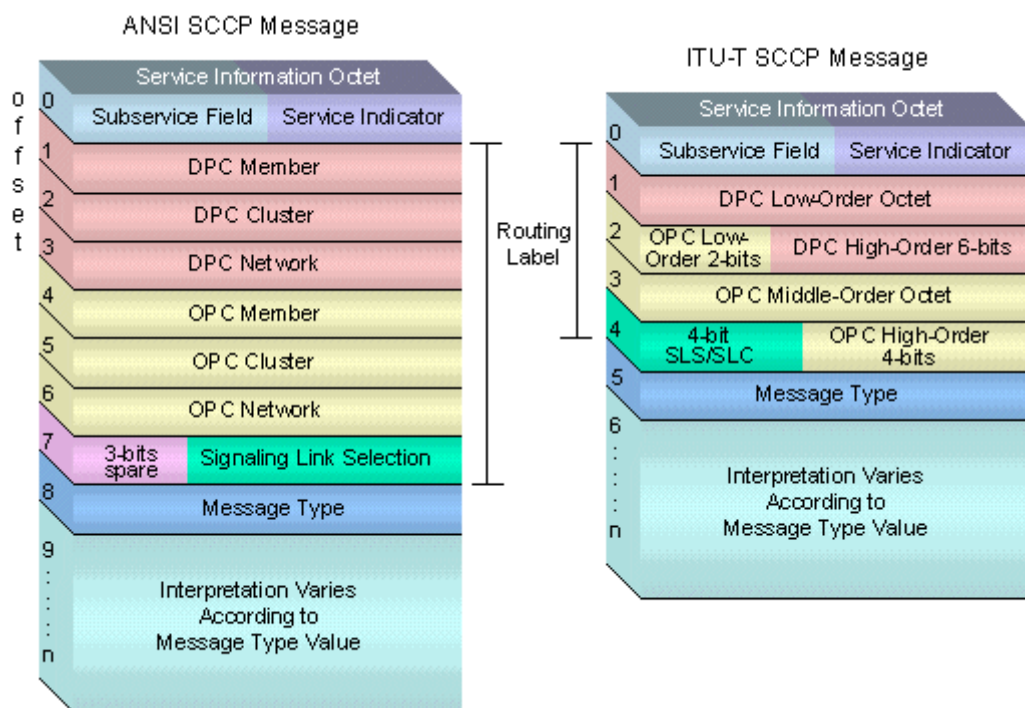 ANSI SCCP Message
offset
Service Information Octet
0
Subservice Field
Service Indicator
1
DPC Member
2
DPC Cluster
3
DPC Network
4
OPC Member
5
OPC Cluster
6
OPC Network
7
3-bits
spare
Signaling Link Selection
8
Message Type
9
:
:
n
Interpretation Varies
According to
Message Type Value
Routing
Label
ITU-T SCCP Message
Service Information Octet
0
Subservice Field
Service Indicator
1
DPC Low-Order Octet
2
OPC Low-
Order 2-bits
DPC High-Order 6-bits
3
OPC Middle-Order Octet
4
4-bit
SLS/SLC
OPC High-Order
4-bits
5
Message Type
6
:
:
n
Interpretation Varies
According to
Message Type Value